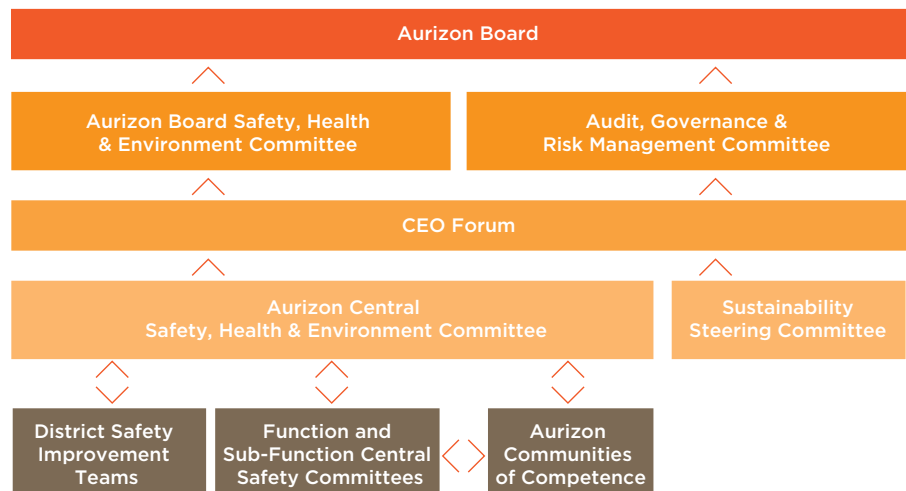 Aurizon Board
Aurizon Board Safety, Health
& Environment Committee
Audit, Governance &
Risk Management Committee
CEO Forum
Aurizon Central
Safety, Health & Environment Committee
Sustainability
Steering Committee
District Safety
Improvement
Teams
Function and
Sub-Function Central
Safety Committees
Aurizon
Communities
of Competence